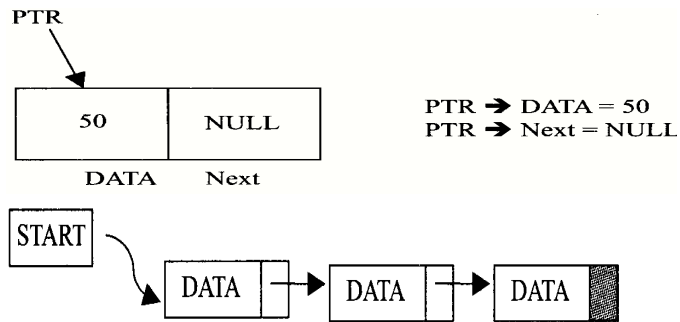 PTR
50 NULL
PTR ➔ DATA = 50
PTR ➔ Next = NULL
DATA Next
START
DATA DATA DATA